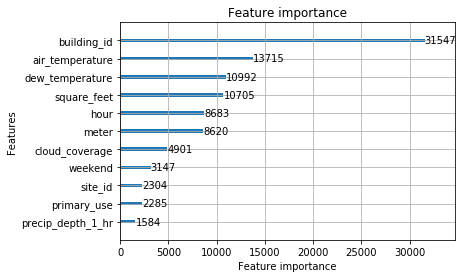 Feature importance
building_id 31547
air_temperature 13715
dew_temperature 10992
square_feet 10705
hour 8683
meter 8620
cloud_coverage 4901
weekend 3147
site_id 2304
primary_use 2285
precip_depth_1_hr 1584
Features
0 5000 10000 15000 20000 25000 30000
Feature importance